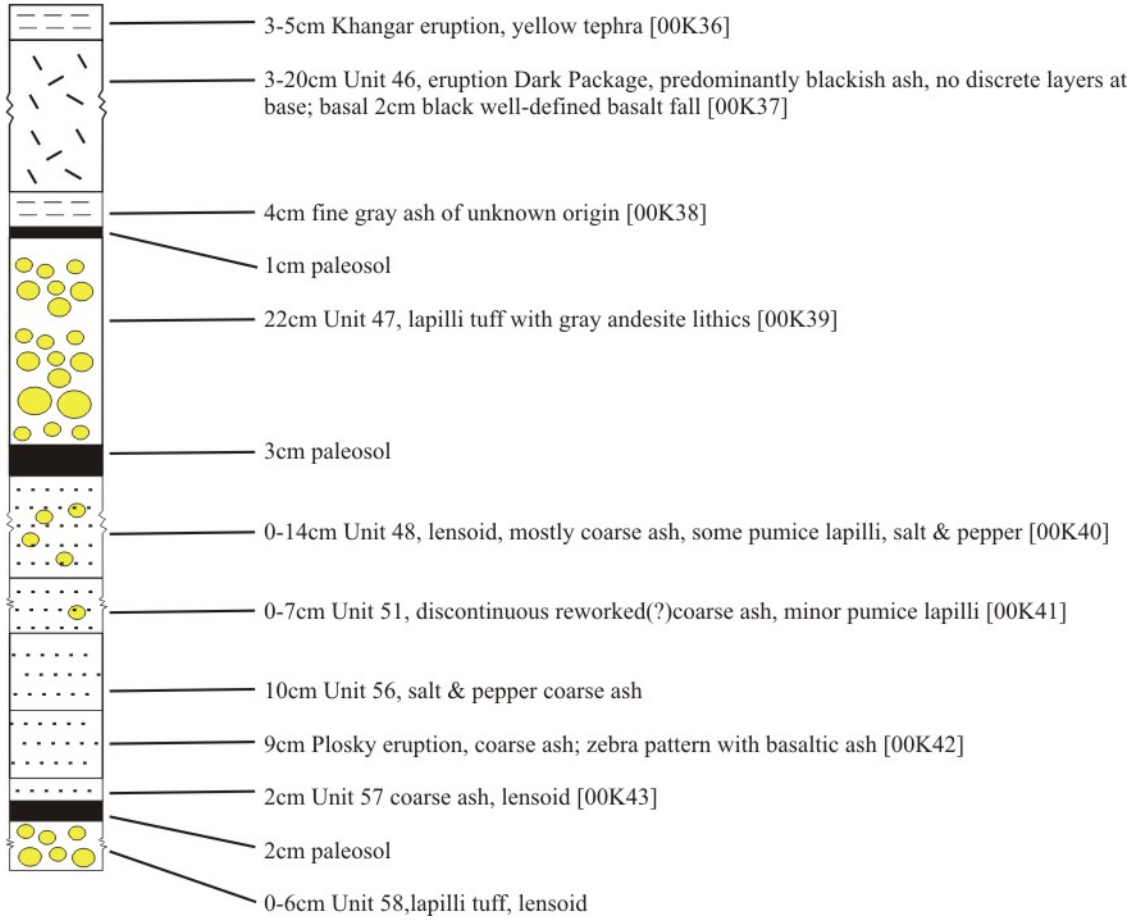 3-5cm Khangar eruption, yellow tephra [00K36]
3-20cm Unit 46, eruption Dark Package, predominantly blackish ash, no discrete layers at
base; basal 2cm black well-defined basalt fall [00K37]
4cm fine gray ash of unknown origin [00K38]
1cm paleosol
22cm Unit 47, lapilli tuff with gray andesite lithics [00K39]
3cm paleosol
0-14cm Unit 48, lensoid, mostly coarse ash, some pumice lapilli, salt & pepper [00K40]
0-7cm Unit 51, discontinuous reworked(?)coarse ash, minor pumice lapilli [00K41]
10cm Unit 56, salt & pepper coarse ash
9cm Plosky eruption, coarse ash; zebra pattern with basaltic ash [00K42]
2cm Unit 57 coarse ash, lensoid [00K43]
2cm paleosol
0-6cm Unit 58,lapilli tuff, lensoid